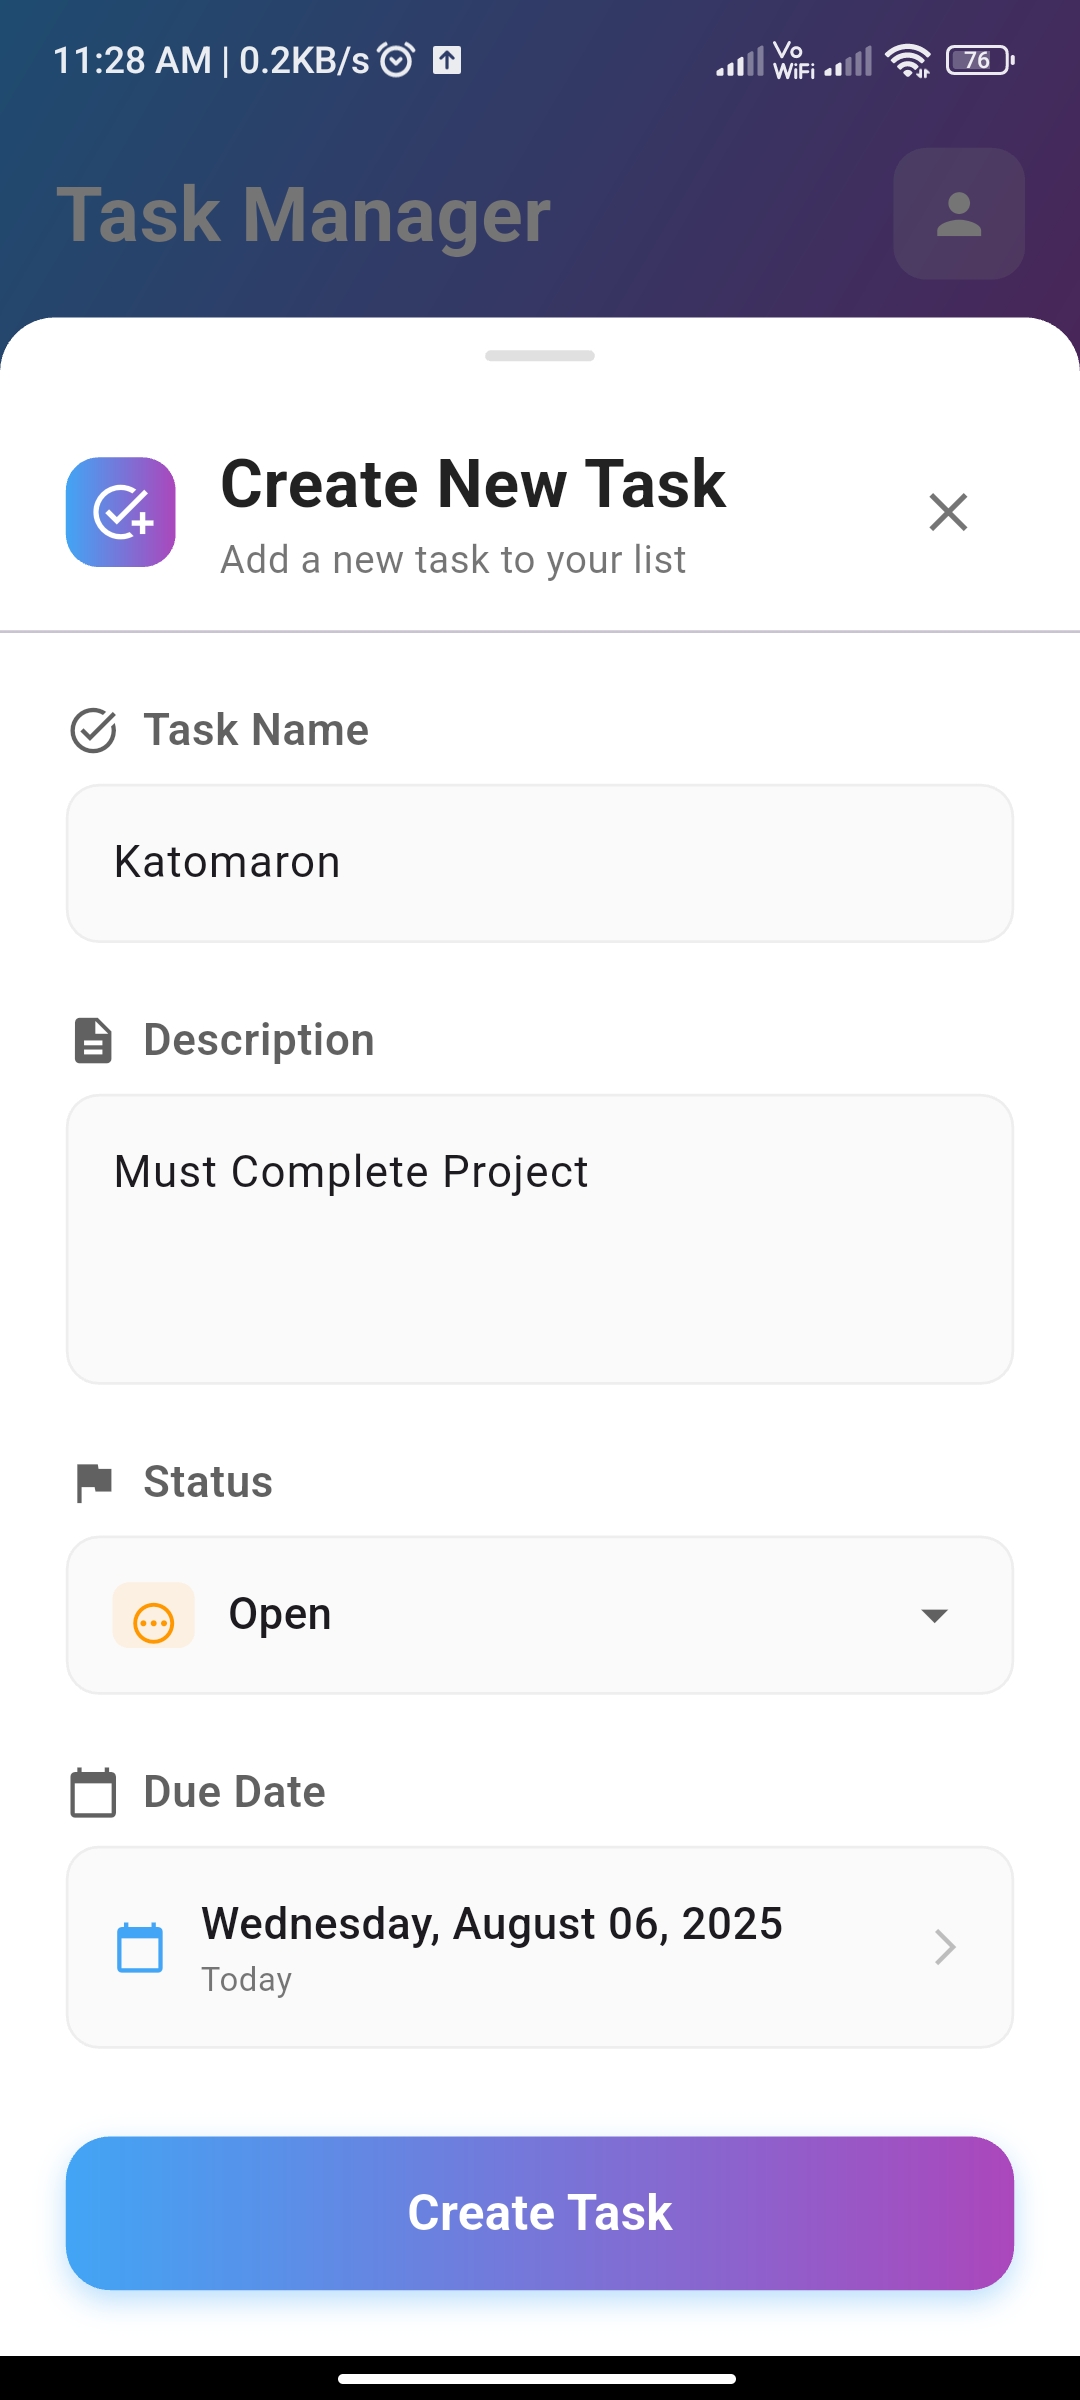 11:28 AM | 0.2KB/s Vo WiFi 76
Task Manager
Create New Task
Add a new task to your list
Task Name
Katomaron
Description
Must Complete Project
Status
Open
Due Date
Wednesday, August 06, 2025
Today
Create Task